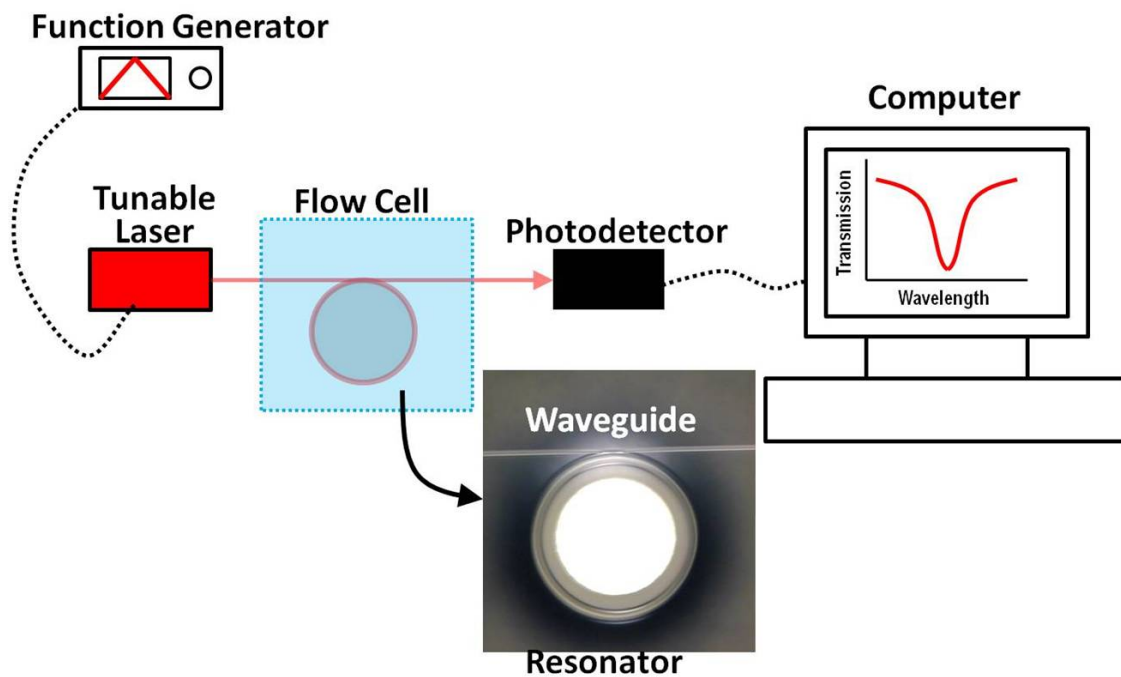 Function Generator
Computer
Tunable
Laser
Flow Cell
Photodetector
Transmission
Wavelength
Waveguide
Resonator